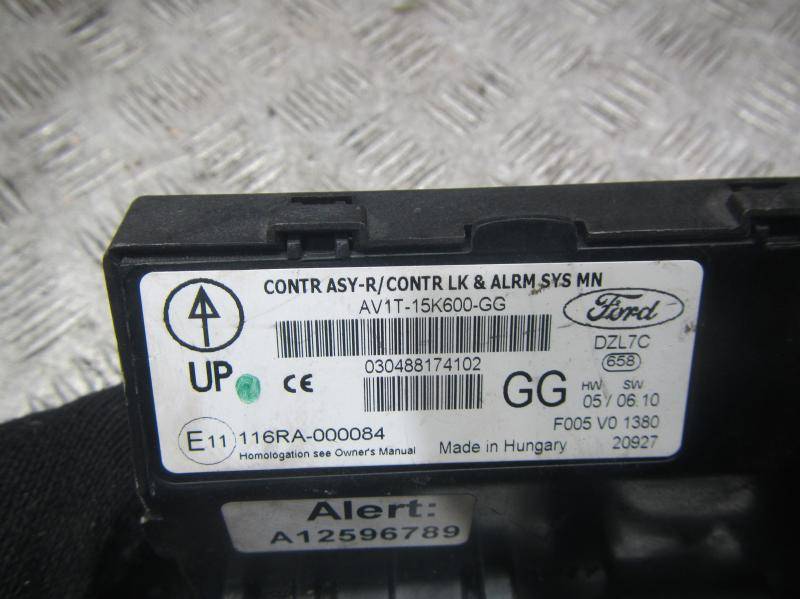 CONTR ASY-R/CONTR LK & ALRM SYS MN
AV1T-15K600-GG
Ford
DZL7C
658
030488174102
UP
CE
GG
HW SW
05/ 06.10
E11 116RA-000084
F005 V0 1380
Homologation see Owner's Manual
Made in Hungary
20927
Alert:
A12596789